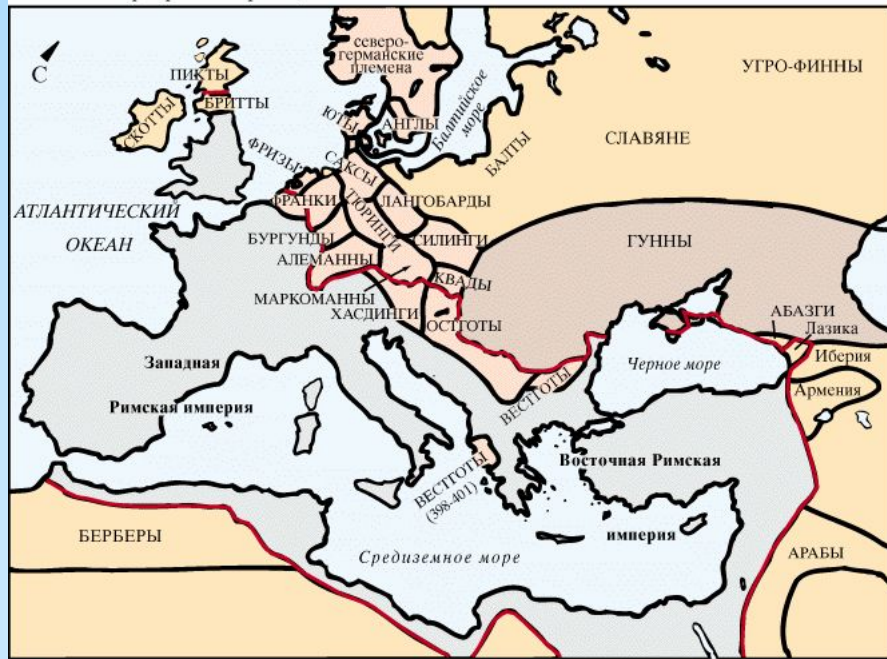 С
северо-
германские
племена
ПИКТЫ
БРИТТЫ
СКОТТЫ
УГРО-ФИННЫ
Балтийское
море
ЮТЫ
АНГЛЫ
БАЛТЫ
СЛАВЯНЕ
ФРИЗЫ
САКСЫ
ФРАНКИ
ТЮРИНГИ
ЛАНГОБАРДЫ
АТЛАНТИЧЕСКИЙ
ОКЕАН
БУРГУНДЫ
СИЛИНГИ
ГУННЫ
АЛЕМАННЫ
КВАДЫ
МАРКОМАННЫ
ХАСДИНГИ
ОСТГОТЫ
АБАЗГИ
Лазика
Иберия
Западная
Римская империя
ВЕСТГОТЫ
Черное море
Армения
ВЕСТГОТЫ
(398-401)
Восточная Римская
империя
БЕРБЕРЫ
Средиземное море
АРАБЫ